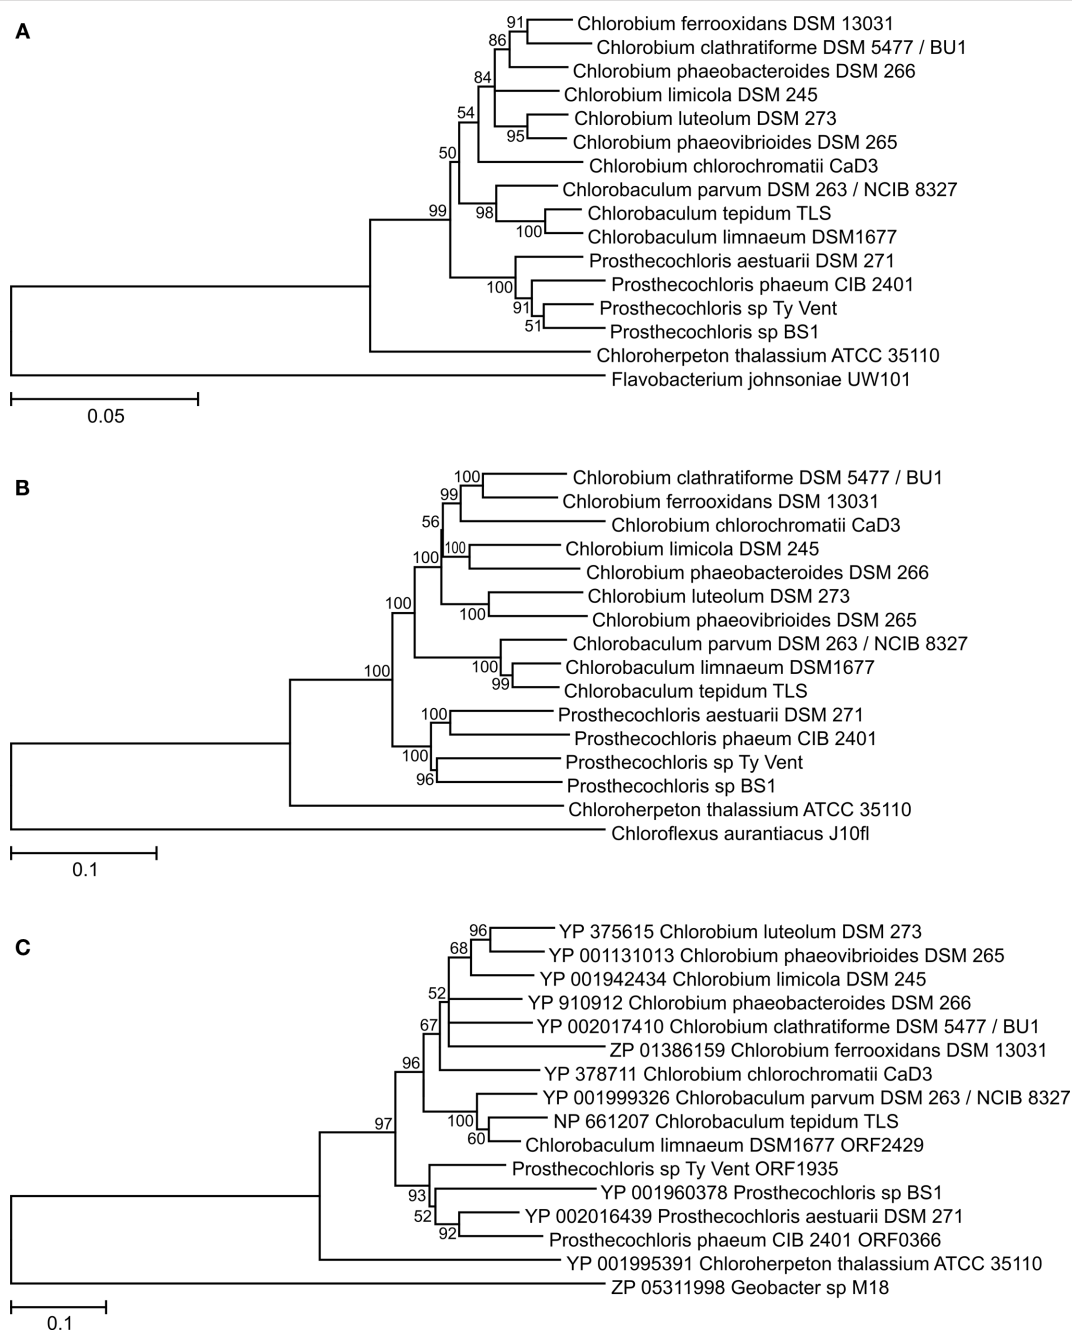 A
91
Chlorobium ferrooxidans DSM 13031
86
Chlorobium clathratiforme DSM 5477 / BU1
Chlorobium phaeobacteroides DSM 266
84
Chlorobium limicola DSM 245
54
Chlorobium luteolum DSM 273
95
Chlorobium phaeovibrioides DSM 265
50
Chlorobium chlorochromatii CaD3
Chlorobaculum parvum DSM 263 / NCIB 8327
99
98
Chlorobaculum tepidum TLS
100
Chlorobaculum limnaeum DSM1677
Prosthecochloris aestuarii DSM 271
100
Prosthecochloris phaeum CIB 2401
91
Prosthecochloris sp Ty Vent
51
Prosthecochloris sp BS1
Chloroherpeton thalassium ATCC 35110
Flavobacterium johnsoniae UW101
0.05
B
100
Chlorobium clathratiforme DSM 5477 / BU1
99
Chlorobium ferrooxidans DSM 13031
56
Chlorobium chlorochromatii CaD3
100
Chlorobium limicola DSM 245
100
Chlorobium phaeobacteroides DSM 266
100
Chlorobium luteolum DSM 273
100
Chlorobium phaeovibrioides DSM 265
Chlorobaculum parvum DSM 263 / NCIB 8327
100
100
Chlorobaculum limnaeum DSM1677
99
Chlorobaculum tepidum TLS
100
Prosthecochloris aestuarii DSM 271
Prosthecochloris phaeum CIB 2401
100
Prosthecochloris sp Ty Vent
96
Prosthecochloris sp BS1
Chloroherpeton thalassium ATCC 35110
Chloroflexus aurantiacus J10fl
0.1
C
96
YP 375615 Chlorobium luteolum DSM 273
68
YP 001131013 Chlorobium phaeovibrioides DSM 265
YP 001942434 Chlorobium limicola DSM 245
52
YP 910912 Chlorobium phaeobacteroides DSM 266
67
YP 002017410 Chlorobium clathratiforme DSM 5477 / BU1
ZP 01386159 Chlorobium ferrooxidans DSM 13031
96
YP 378711 Chlorobium chlorochromatii CaD3
YP 001999326 Chlorobaculum parvum DSM 263 / NCIB 8327
97
100
NP 661207 Chlorobaculum tepidum TLS
60
Chlorobaculum limnaeum DSM1677 ORF2429
Prosthecochloris sp Ty Vent ORF1935
93
YP 001960378 Prosthecochloris sp BS1
52
YP 002016439 Prosthecochloris aestuarii DSM 271
92
Prosthecochloris phaeum CIB 2401 ORF0366
YP 001995391 Chloroherpeton thalassium ATCC 35110
ZP 05311998 Geobacter sp M18
0.1